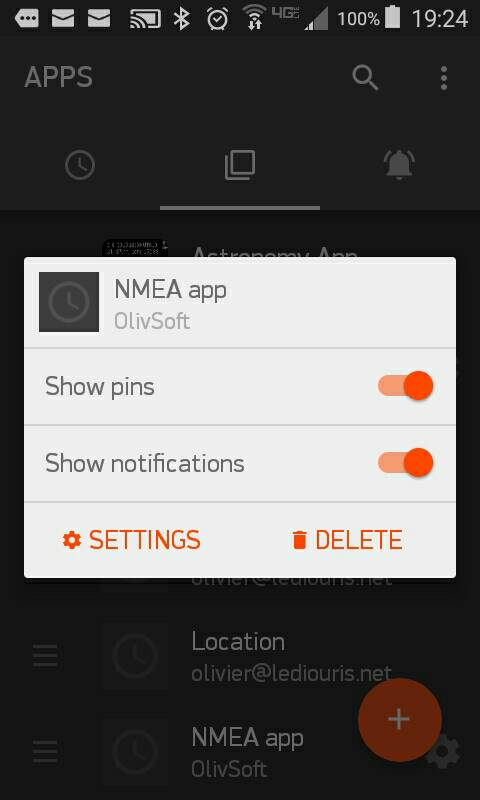 4G
100%
19:24
APPS
Astronomy App
NMEA app
OlivSoft
Show pins
Show notifications
SETTINGS
DELETE
olivier@lediouris.net
Location
olivier@lediouris.net
NMEA app
OlivSoft